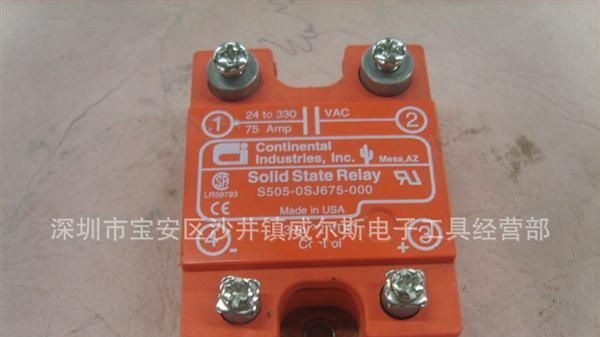 24 to 330 VAC
1 75 Amp 2
Continental
Industries, Inc. Mesa, AZ
Solid State Relay
LR59793 S505-0SJ675-000
CE Made in USA
深圳市宝安区沙井镇威尔斯电子工具经营部
4 - + 3